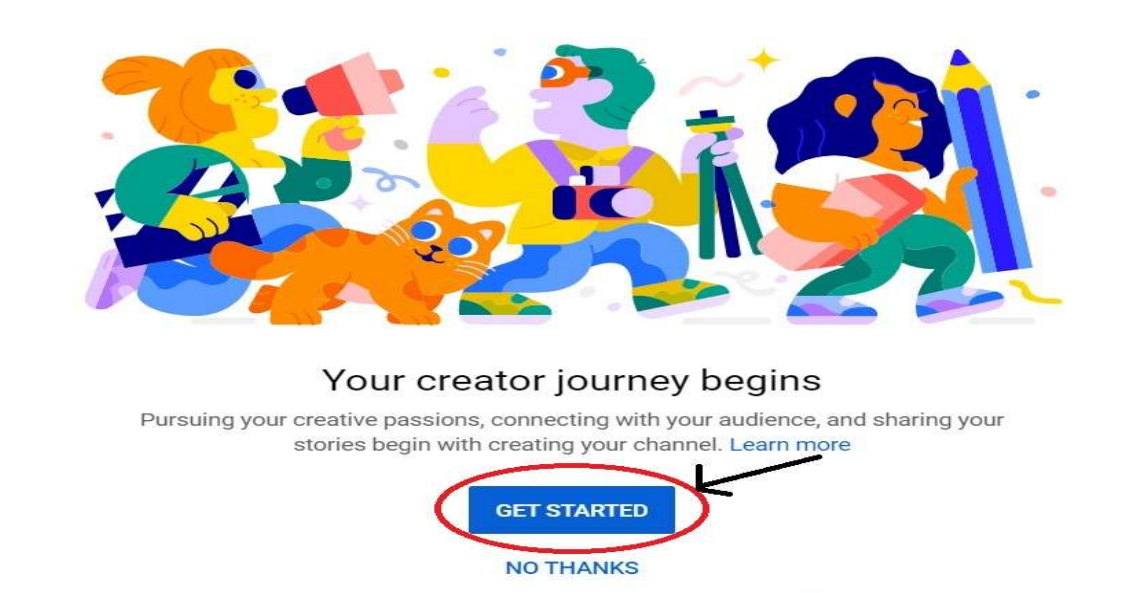 Your creator journey begins
Pursuing your creative passions, connecting with your audience, and sharing your
stories begin with creating your channel. Learn more
GET STARTED
NO THANKS